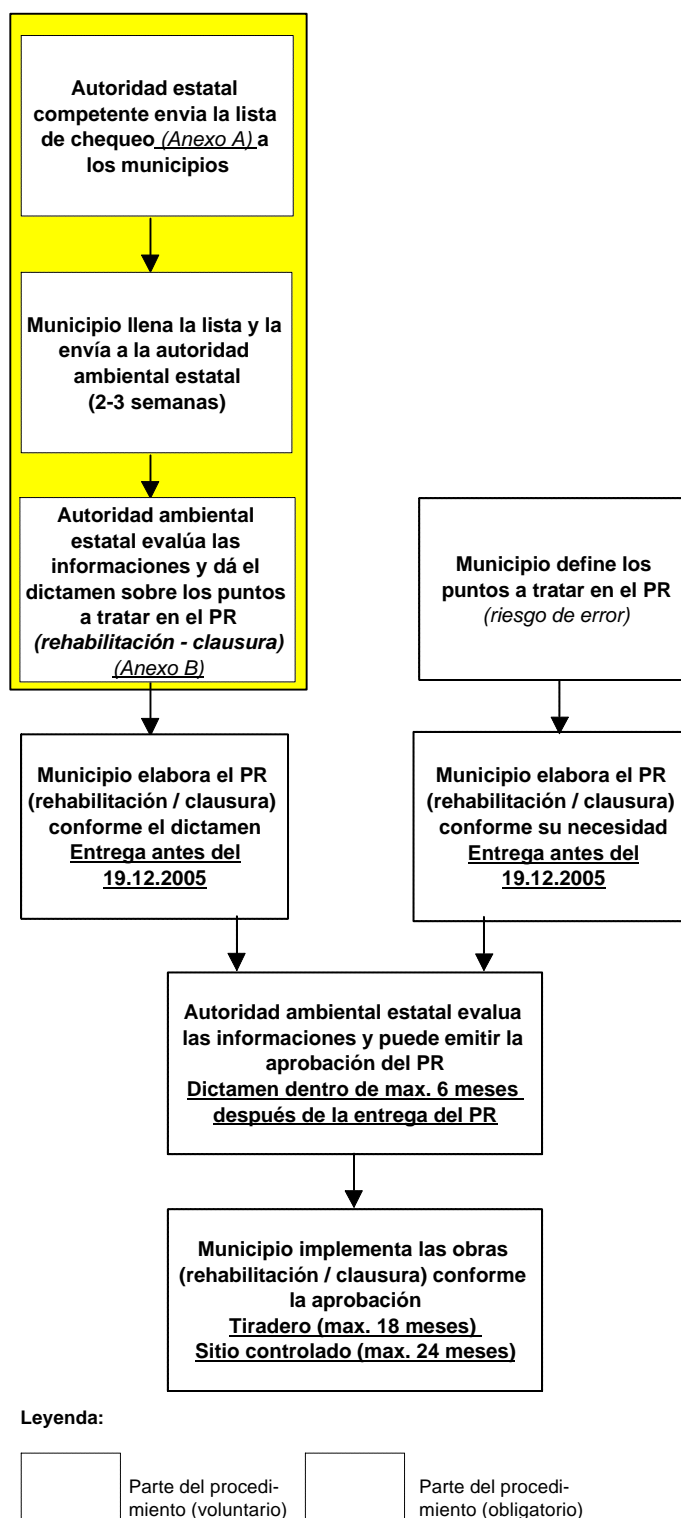 Autoridad estatal
competente envia la lista
de chequeo (Anexo A) a
los municipios
Municipio llena la lista y la
envía a la autoridad
ambiental estatal
(2-3 semanas)
Autoridad ambiental
estatal evalúa las
informaciones y dá el
dictamen sobre los puntos
a tratar en el PR
(rehabilitación - clausura)
(Anexo B)
Municipio define los
puntos a tratar en el PR
(riesgo de error)
Municipio elabora el PR
(rehabilitación / clausura)
conforme el dictamen
Entrega antes del
19.12.2005
Municipio elabora el PR
(rehabilitación / clausura)
conforme su necesidad
Entrega antes del
19.12.2005
Autoridad ambiental estatal evalua
las informaciones y puede emitir la
aprobación del PR
Dictamen dentro de max. 6 meses
después de la entrega del PR
Municipio implementa las obras
(rehabilitación / clausura) conforme
la aprobación
Tiradero (max. 18 meses)
Sitio controlado (max. 24 meses)
Leyenda:
Parte del procedi-
miento (voluntario)
Parte del procedi-
miento (obligatorio)